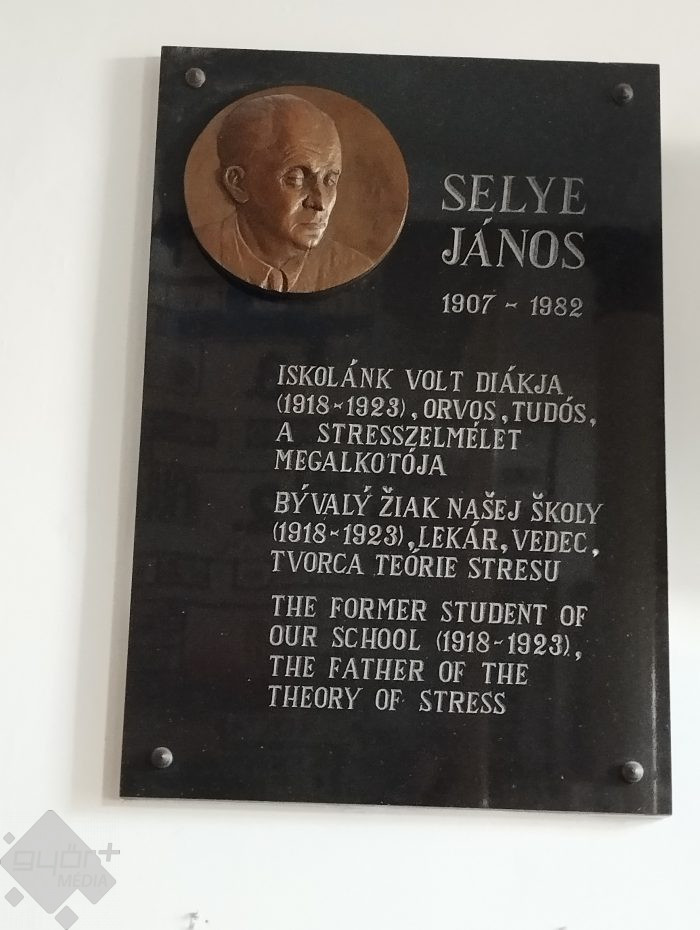 SELYE
JÁNOS
1907 - 1982
ISKOLÁNK VOLT DIÁKJA
(1918-1923), ORVOS, TUDÓS,
A STRESSZELMÉLET
MEGALKOTÓJA
BÝVALÝ ŽIAK NAŠEJ ŠKOLY
(1918-1923), LEKÁR, VEDEC,
TVORCA TEÓRIE STRESU
THE FORMER STUDENT OF
OUR SCHOOL (1918-1923),
THE FATHER OF THE
THEORY OF STRESS
győr+
MÉDIA